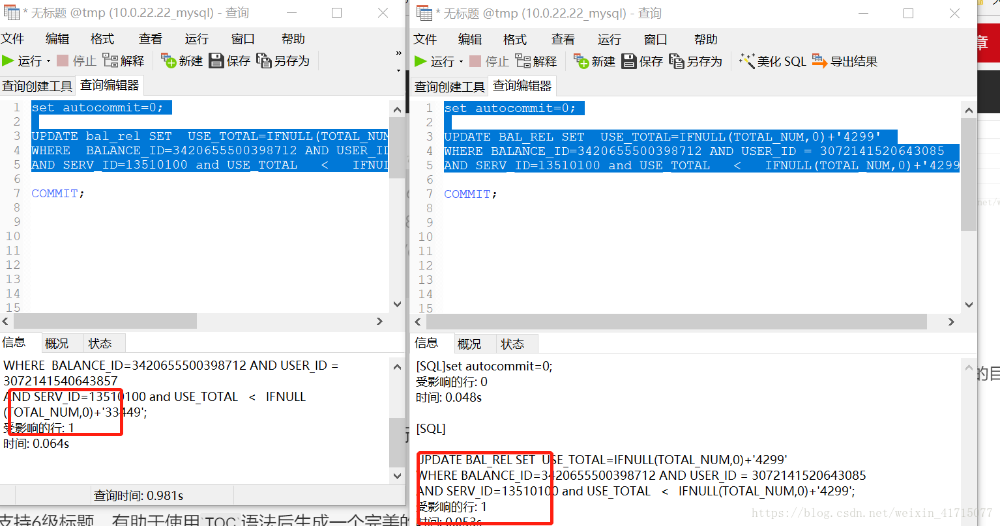 * 无标题 @tmp (10.0.22.22_mysql) - 查询
文件 编辑 格式 查看 运行 窗口 帮助
运行 停止 解释 新建 保存 另存为 »
查询创建工具 查询编辑器
1 set autocommit=0;
2
3 UPDATE bal_rel SET USE_TOTAL=IFNULL(TOTAL_NUM
4 WHERE BALANCE_ID=3420655500398712 AND USER_ID
5 AND SERV_ID=13510100 and USE_TOTAL < IFNUL
6
7 COMMIT;
8
9
10
11
12
13
14
15
信息 概况 状态
WHERE BALANCE_ID=3420655500398712 AND USER_ID =
3072141540643857
AND SERV_ID=13510100 and USE_TOTAL < IFNULL
(TOTAL_NUM,0)+'33449';
受影响的行: 1
时间: 0.064s
查询时间: 0.981s
* 无标题 @tmp (10.0.22.22_mysql) - 查询
文件 编辑 格式 查看 运行 窗口 帮助
运行 停止 解释 新建 保存 另存为 美化 SQL 导出结果
查询创建工具 查询编辑器
1 set autocommit=0;
2
3 UPDATE BAL_REL SET USE_TOTAL=IFNULL(TOTAL_NUM,0)+'4299'
4 WHERE BALANCE_ID=3420655500398712 AND USER_ID = 3072141520643085
5 AND SERV_ID=13510100 and USE_TOTAL < IFNULL(TOTAL_NUM,0)+'4299
6
7 COMMIT;
8
9
10
11
12
13
14
15
信息 概况 状态
[SQL]set autocommit=0;
受影响的行: 0
时间: 0.048s
[SQL]
UPDATE BAL_REL SET USE_TOTAL=IFNULL(TOTAL_NUM,0)+'4299'
WHERE BALANCE_ID=3420655500398712 AND USER_ID = 3072141520643085
AND SERV_ID=13510100 and USE_TOTAL < IFNULL(TOTAL_NUM,0)+'4299';
受影响的行: 1
时间: 0.053s
章
net/w
的目
支持6级标题，有助于使用`TOC`语法后生成一个完美的
https://blog.csdn.net/weixin_41715077